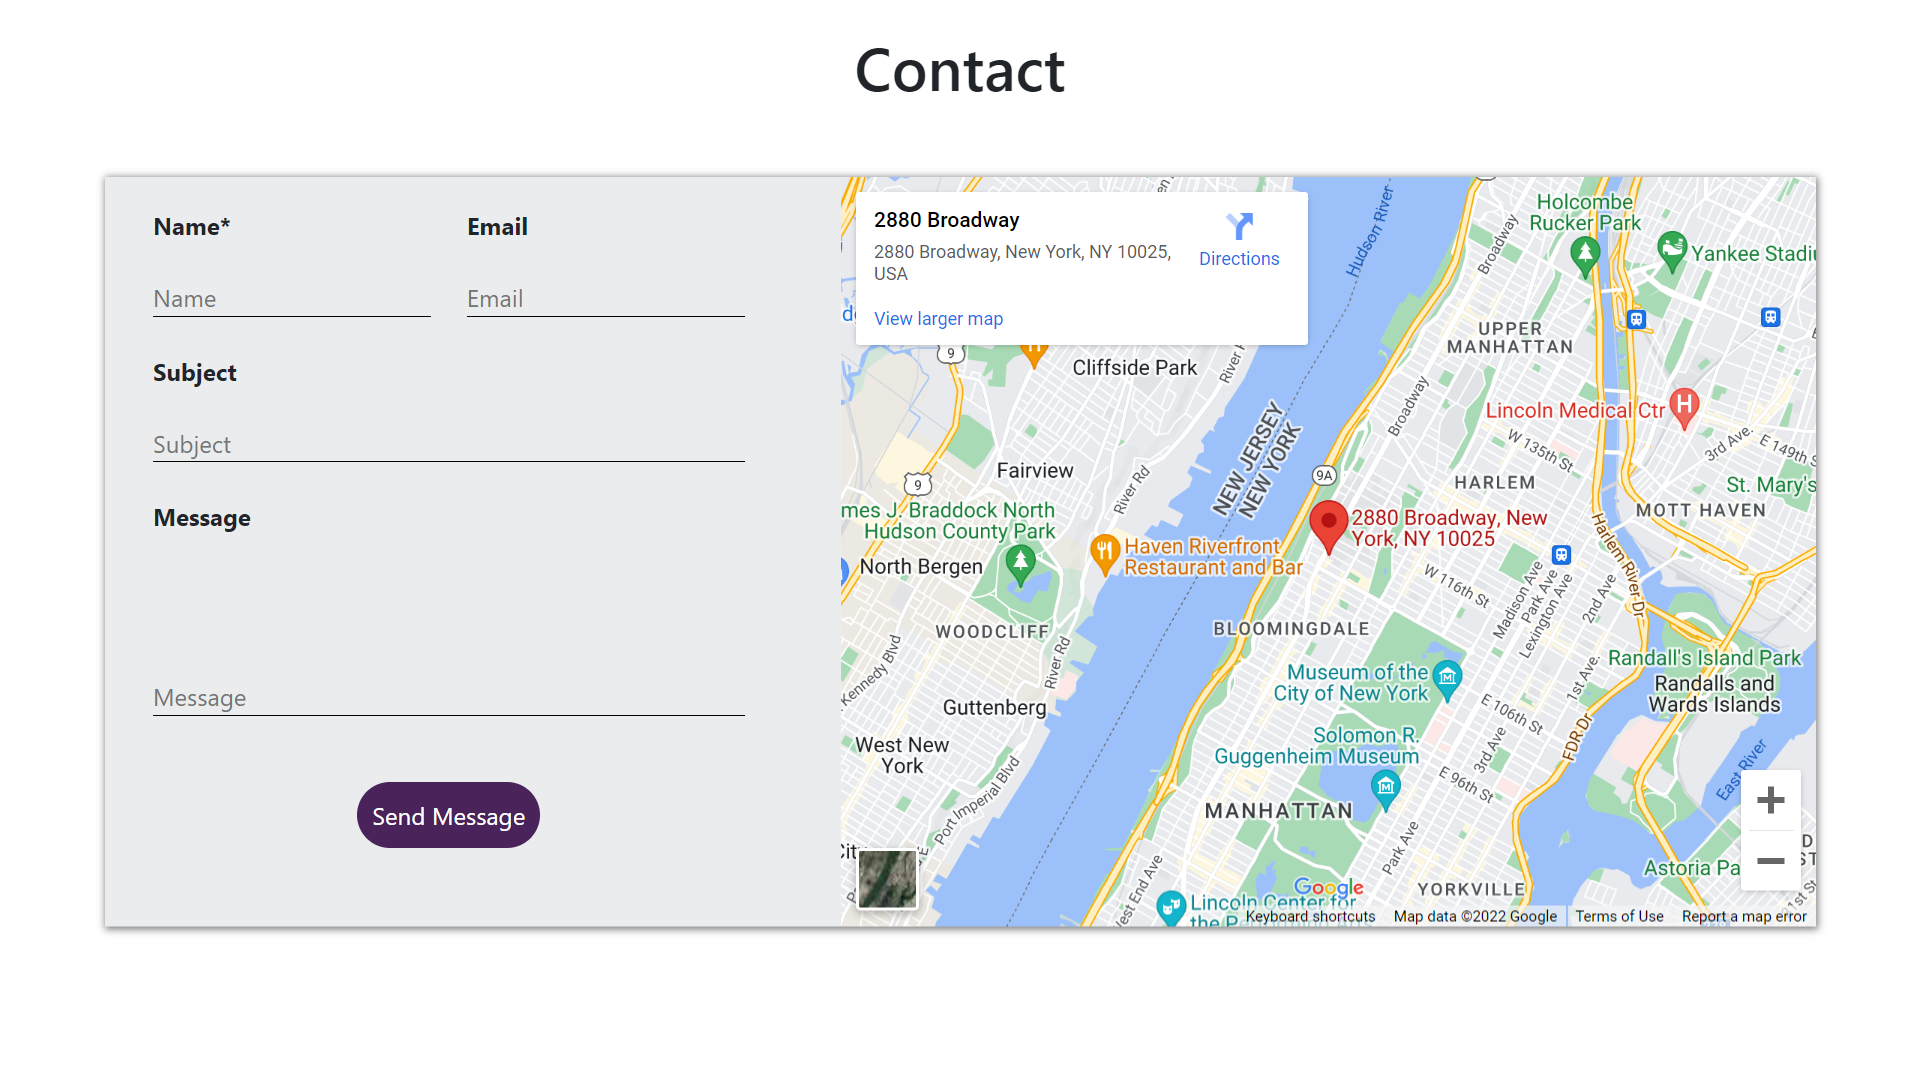 Contact
Name*
Email
Name
Email
Subject
Subject
Message
Message
Send Message
2880 Broadway
2880 Broadway, New York, NY 10025,
USA
Directions
View larger map
Hudson River
Broadway
Holcombe
Rucker Park
Yankee Stadiu
UPPER
MANHATTAN
9
Cliffside Park
River R
Broadway
Lincoln Medical Ctr
3rd Ave.
E 149th S
W 135th St
NEW JERSEY
NEW YORK
Fairview
River Rd
9
9A
HARLEM
St. Mary's
MOTT HAVEN
mes J. Braddock North
Hudson County Park
2880 Broadway, New
York, NY 10025
Haven Riverfront
Restaurant and Bar
North Bergen
Harlem River Dr
W 116th St
Madison Ave
Park Ave
Lexington Ave
2nd Ave
WOODCLIFF
BLOOMINGDALE
River Rd
Kennedy Blvd
Museum of the
City of New York
1st Ave.
Randall's Island Park
Randalls and
Wards Islands
Guttenberg
E 106th St
West New
York
Solomon R.
Guggenheim Museum
3rd Ave
FDR Dr
E 96th St
East River
Port Imperial Blvd
MANHATTAN
Park Ave
Astoria Pa
YORKVILLE
Google
West End Ave
Lincoln Center for
the P
Keyboard shortcuts
Map data ©2022 Google
Terms of Use
Report a map error